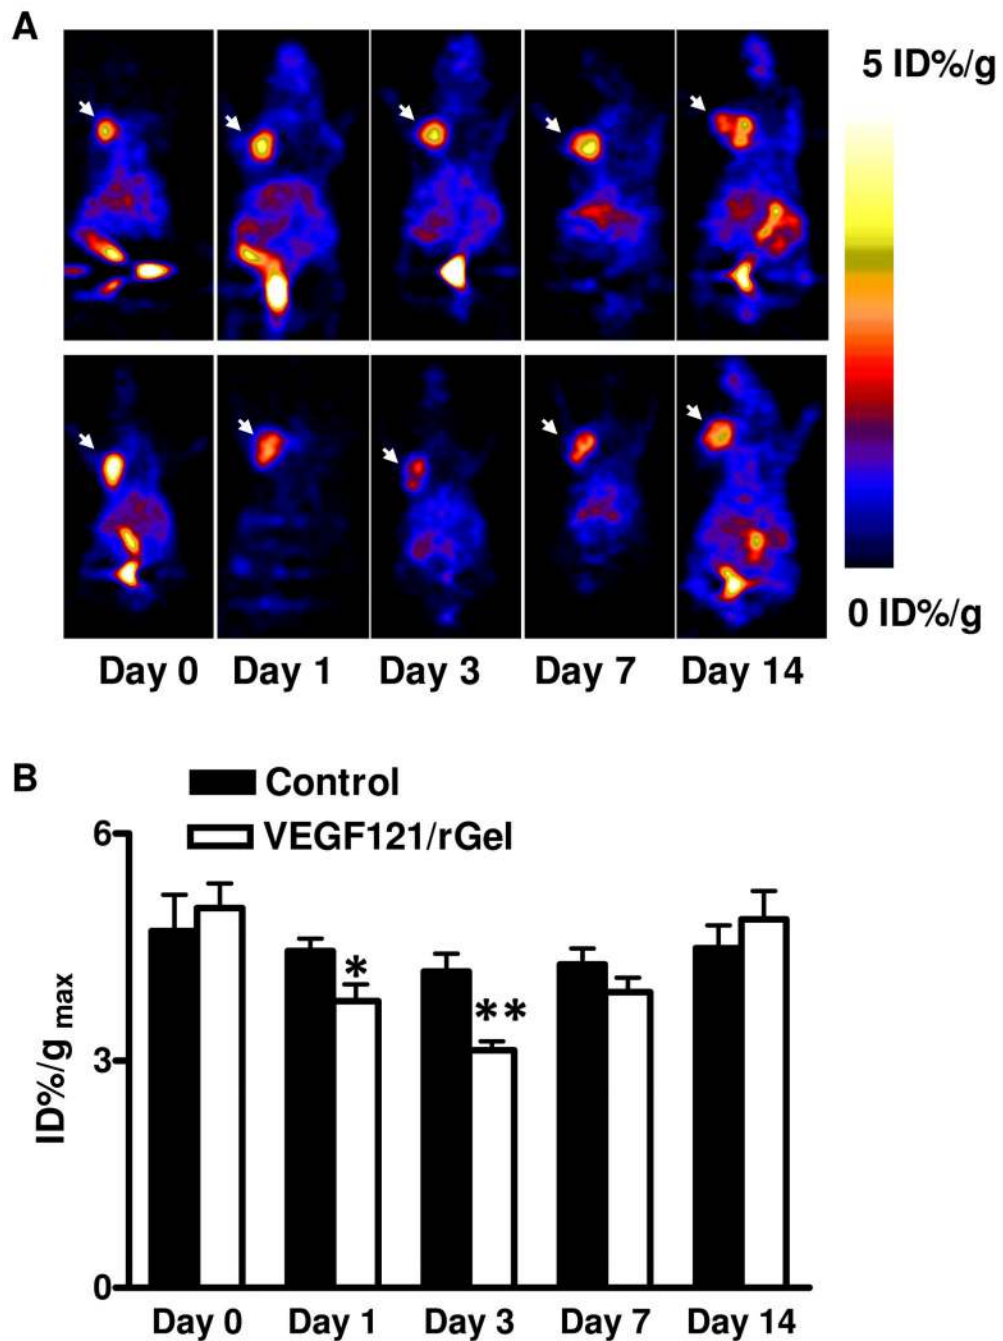 A
5 ID%/g
0 ID%/g
Day 0 Day 1 Day 3 Day 7 Day 14
B
Control
VEGF121/rGel
6
3
0
ID%/g max
*
**
Day 0 Day 1 Day 3 Day 7 Day 14